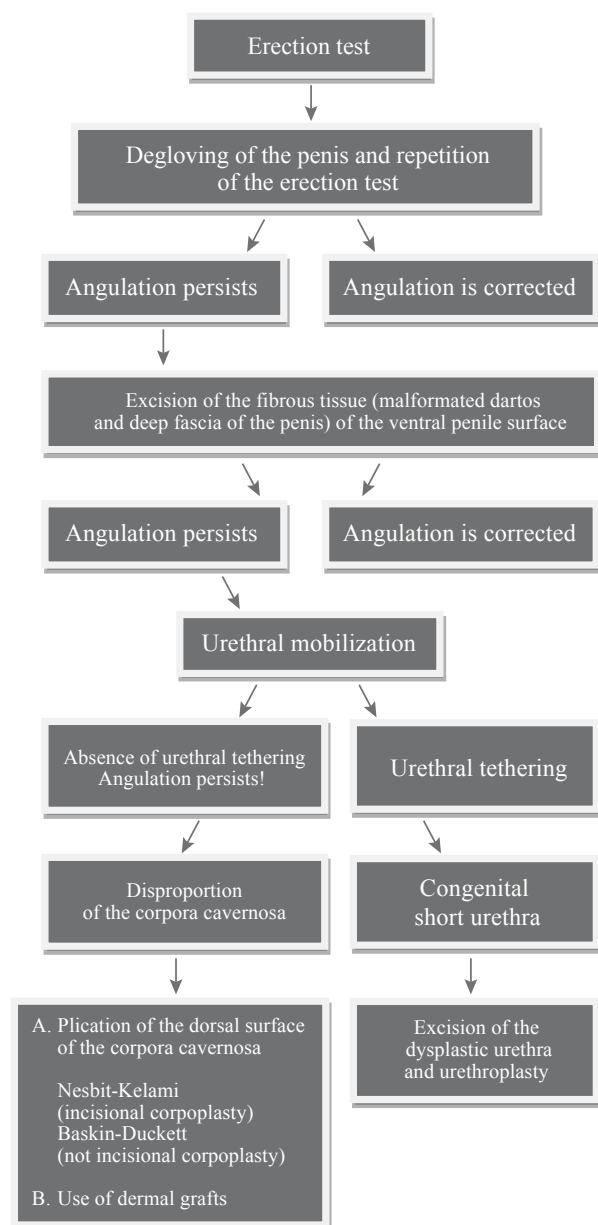 Erection test
Degloving of the penis and repetition
of the erection test
Angulation persists
Angulation is corrected
Excision of the fibrous tissue (malformated dartos
and deep fascia of the penis) of the ventral penile surface
Angulation persists
Angulation is corrected
Urethral mobilization
Absence of urethral tethering
Angulation persists!
Urethral tethering
Disproportion
of the corpora cavernosa
Congenital
short urethra
A. Plication of the dorsal surface
of the corpora cavernosa
Nesbit-Kelami
(incisional corpoplasty)
Baskin-Duckett
(not incisional corpoplasty)
B. Use of dermal grafts
Excision of the
dysplastic urethra
and urethroplasty